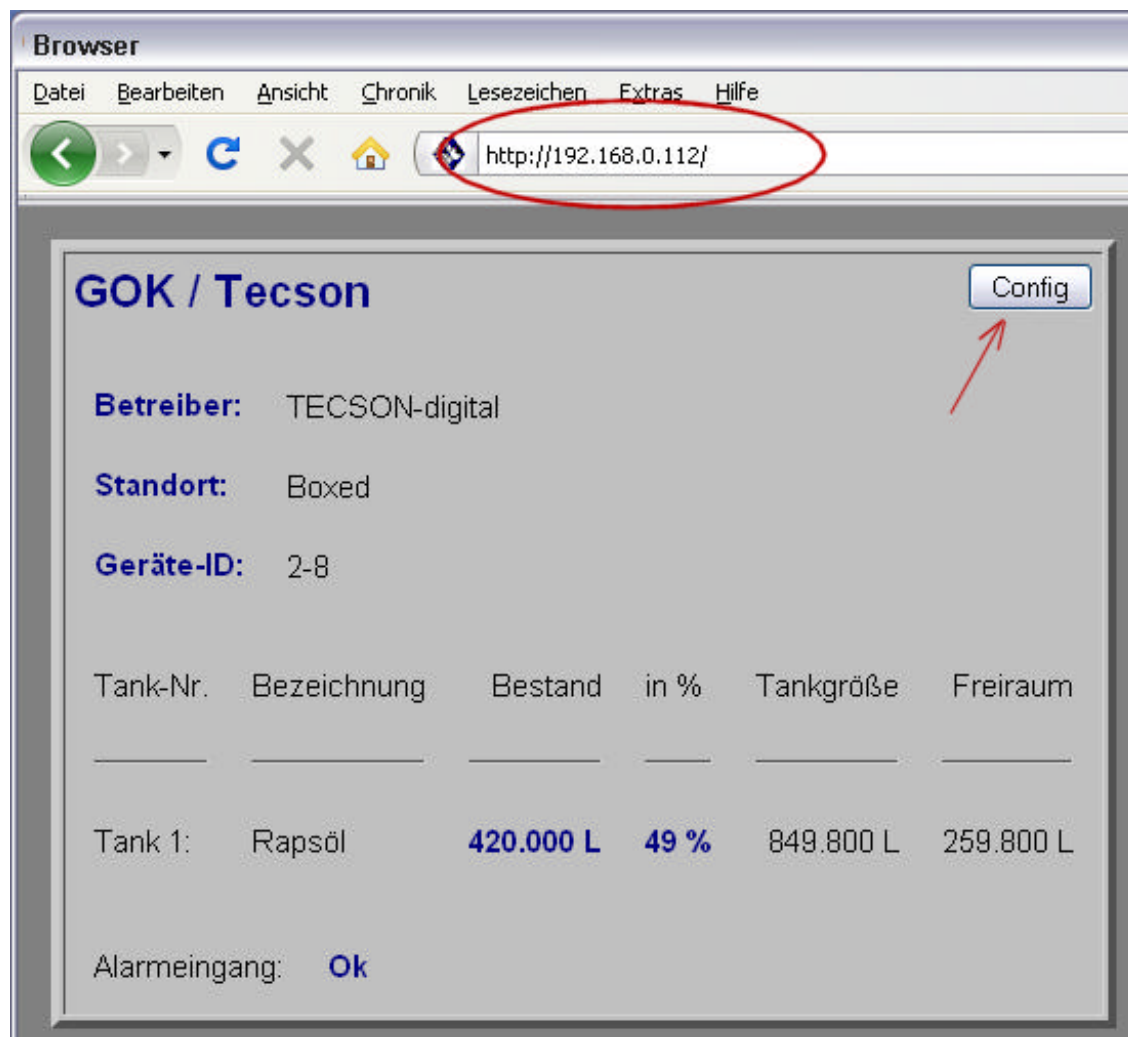 Browser
Datei Bearbeiten Ansicht Chronik Lesezeichen Extras Hilfe
http://192.168.0.112/
GOK / Tecson Config
Betreiber: TECSON-digital
Standort: Boxed
Geräte-ID: 2-8
Tank-Nr. Bezeichnung Bestand in % Tankgröße Freiraum
Tank 1: Rapsöl 420.000 L 49 % 849.800 L 259.800 L
Alarmeingang: Ok